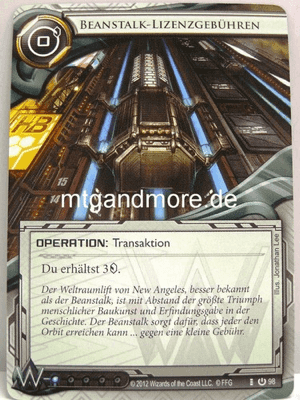 BEANSTALK-LIZENZGEBÜHREN
0
HB
15
14
mtgandmore.de
OPERATION: Transaktion
Du erhältst 3
Der Weltraumlift von New Angeles, besser bekannt
als der Beanstalk, ist mit Abstand der größte Triumph
menschlicher Baukunst und Erfindungsgabe in der
Geschichte. Der Beanstalk sorgt dafür, dass jeder den
Orbit erreichen kann ... gegen eine kleine Gebühr.
Illus. Jonathan Lee
© 2012 Wizards of the Coast LLC. © FFG
98